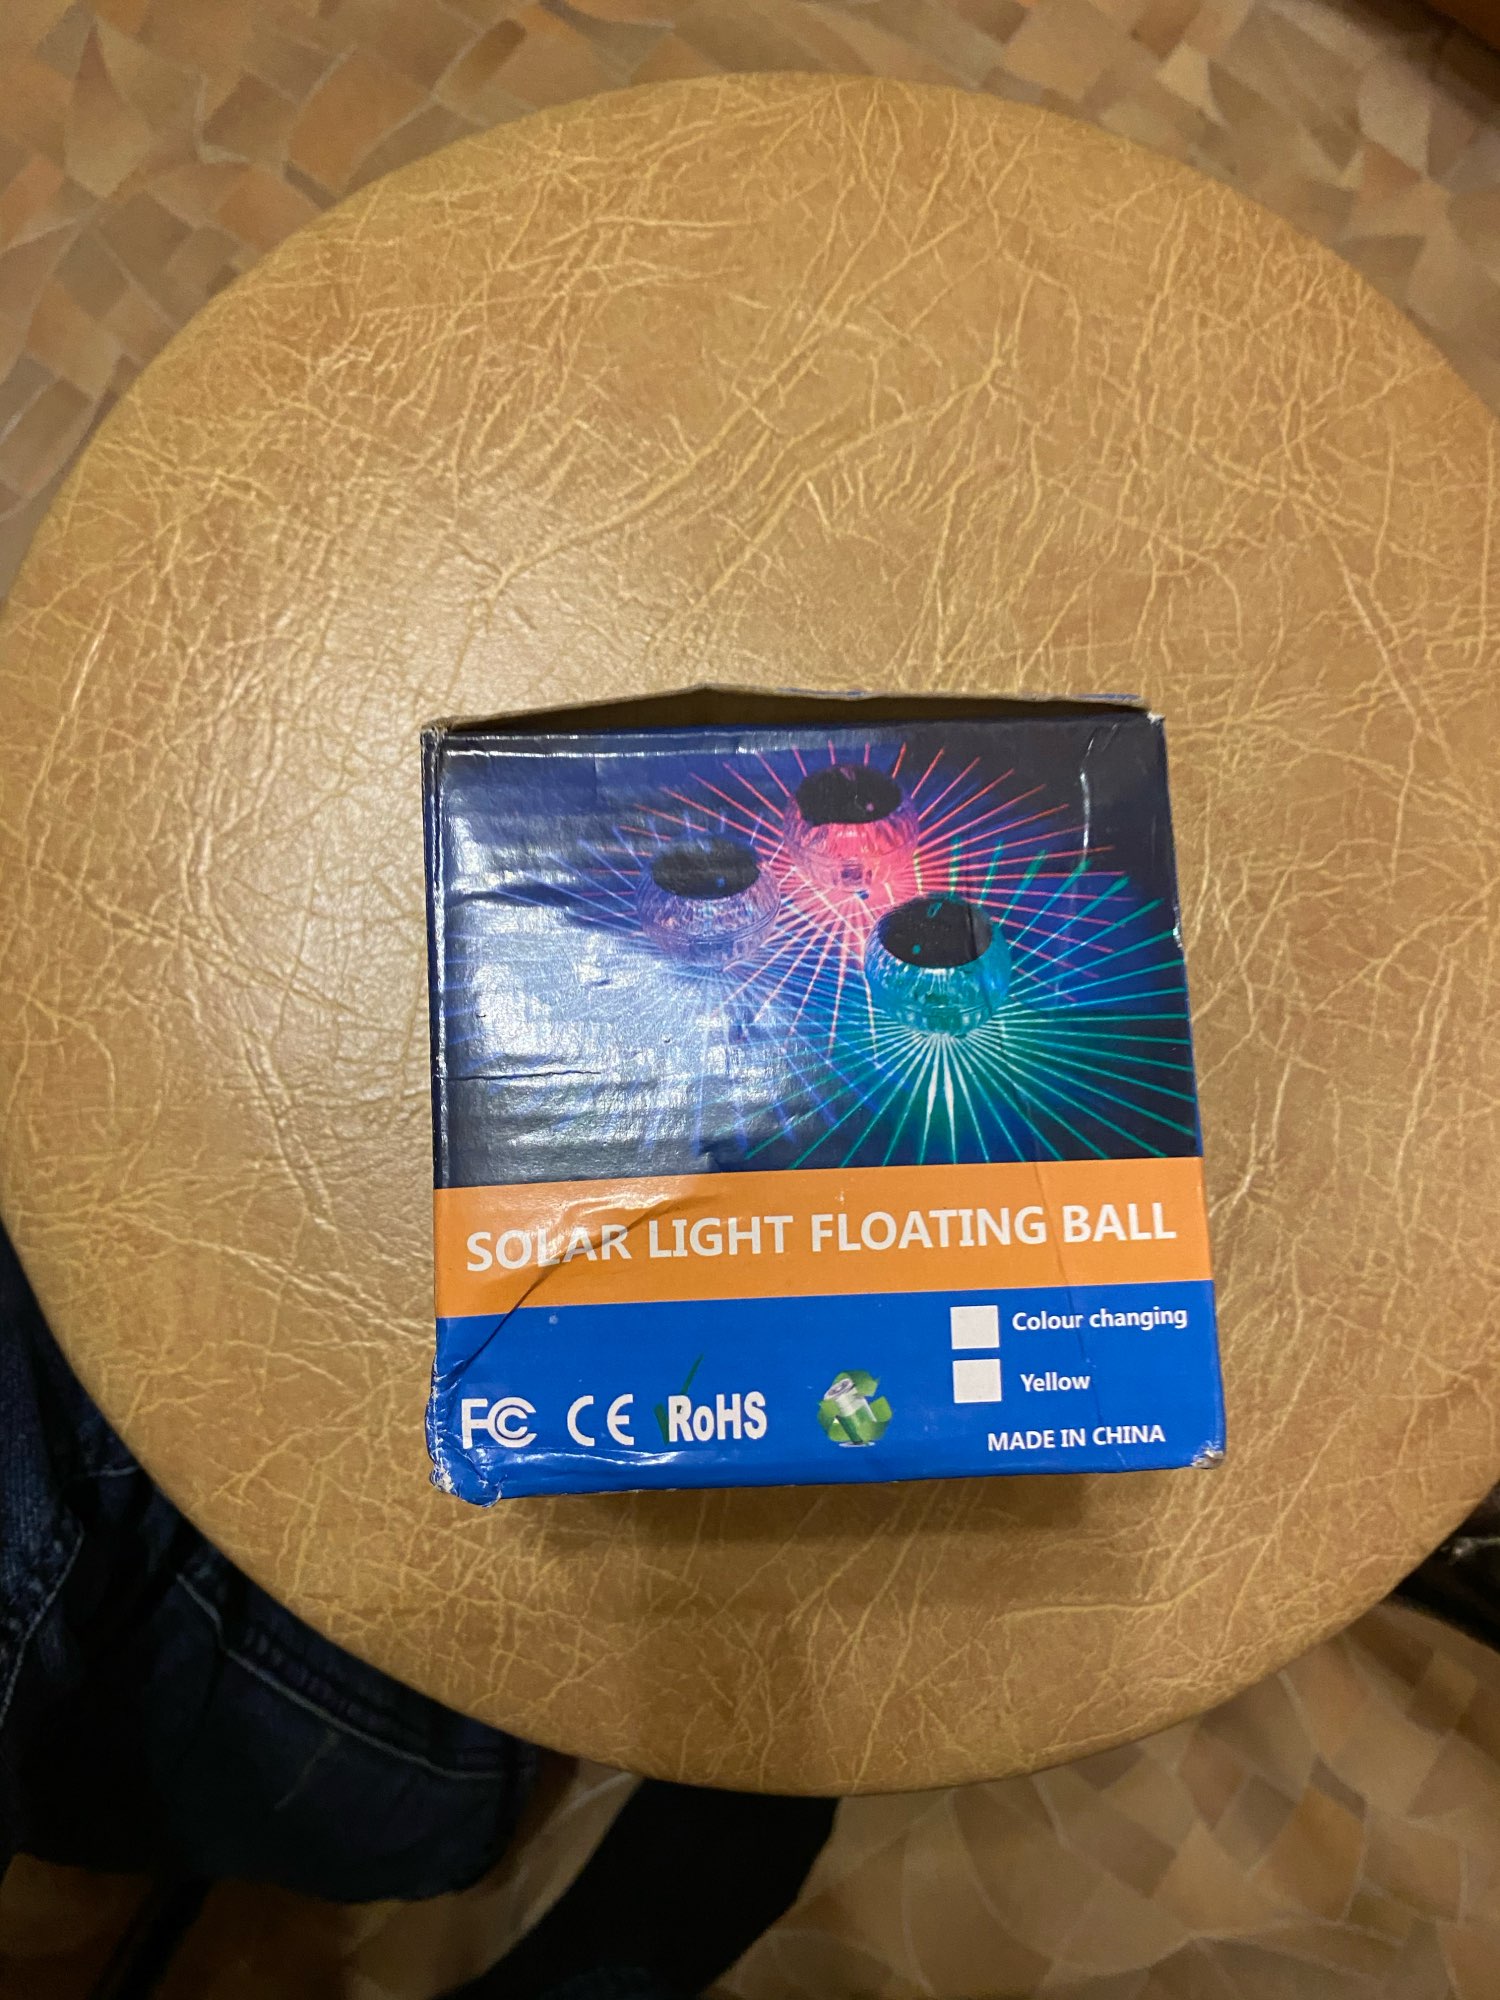 SOLAR LIGHT FLOATING BALL
Colour changing
Yellow
FC CE RoHS
MADE IN CHINA